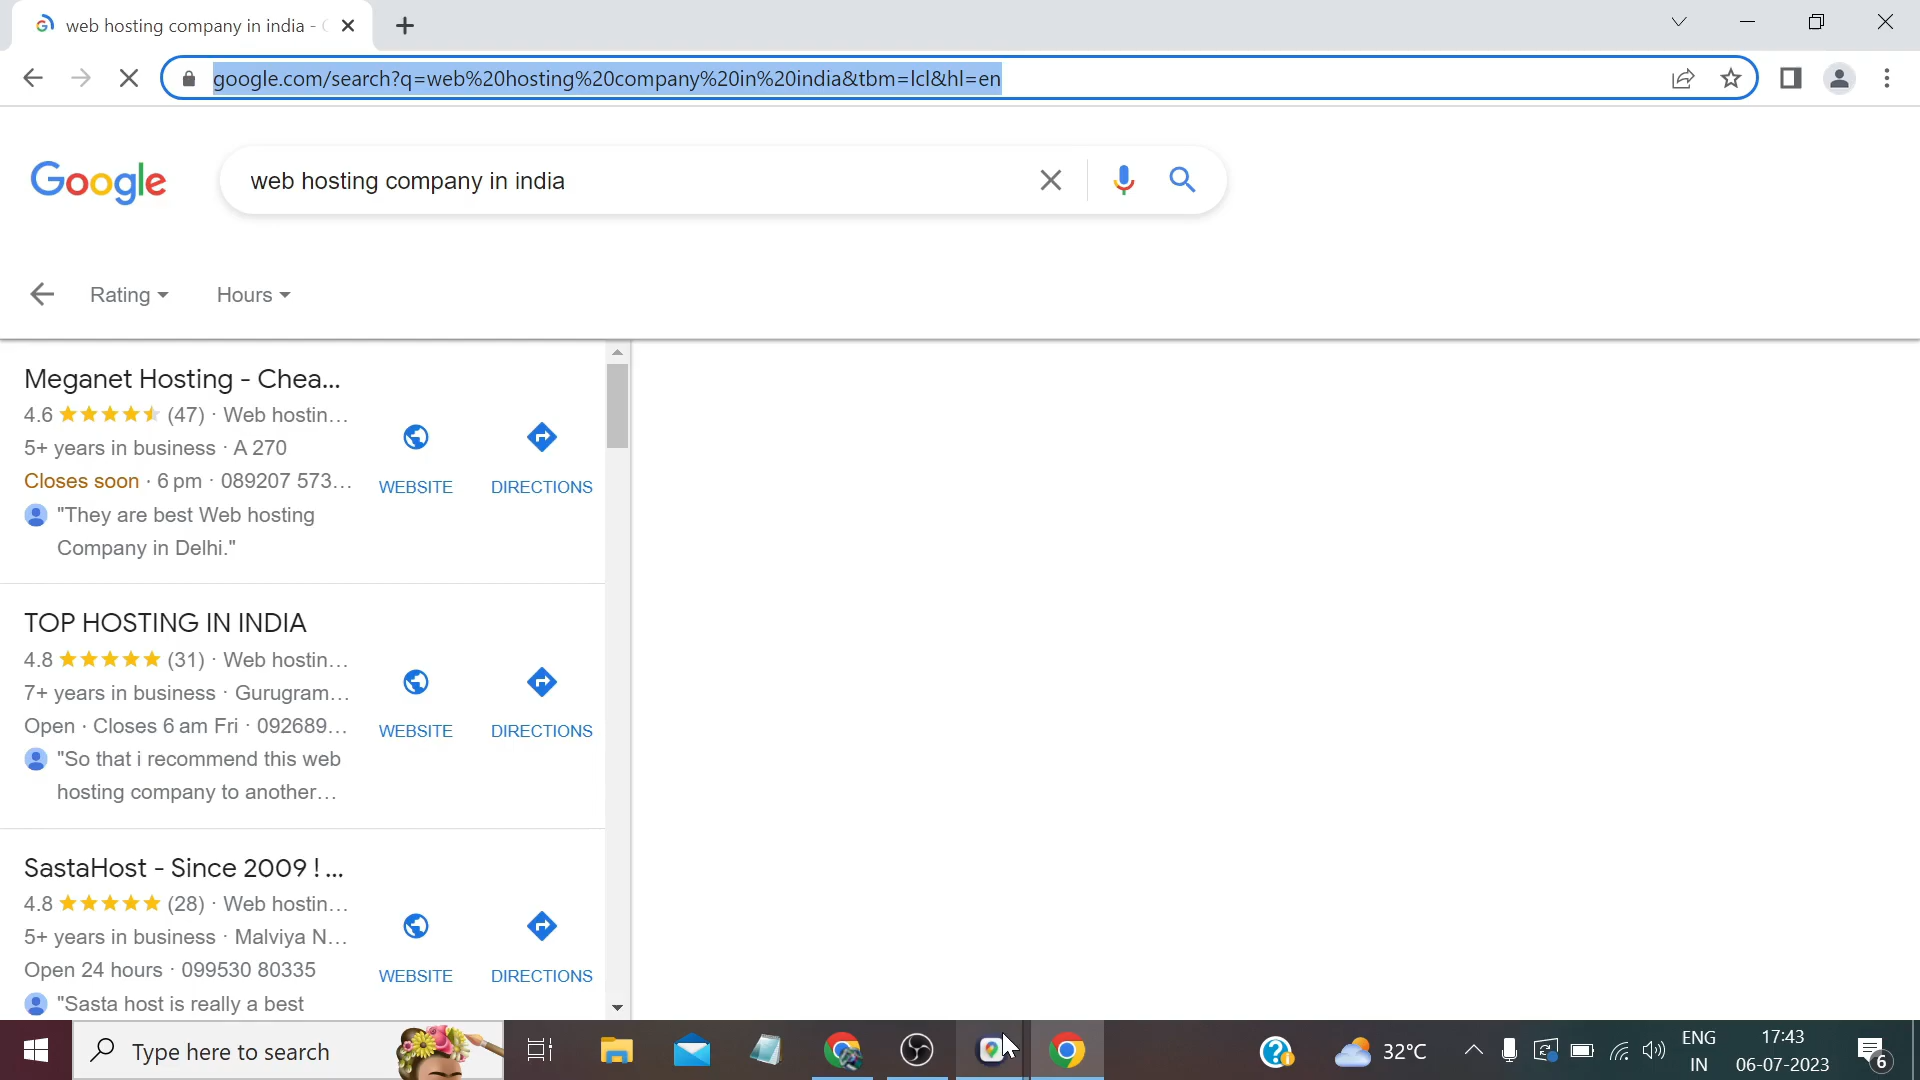 web hosting company in india -
google.com/search?q=web%20hosting%20company%20in%20india&tbm=lcl&hl=en
Google
web hosting company in india
Rating
Hours
Meganet Hosting - Chea...
4.6 (47) · Web hostin...
5+ years in business · A 270
Closes soon · 6 pm · 089207 573...
"They are best Web hosting
Company in Delhi."
WEBSITE
DIRECTIONS
TOP HOSTING IN INDIA
4.8 (31) · Web hostin...
7+ years in business · Gurugram...
Open · Closes 6 am Fri · 092689...
"So that i recommend this web
hosting company to another...
WEBSITE
DIRECTIONS
SastaHost - Since 2009 ! ...
4.8 (28) · Web hostin...
5+ years in business · Malviya N...
Open 24 hours · 099530 80335
"Sasta host is really a best
WEBSITE
DIRECTIONS
Type here to search
32°C
ENG
IN
17:43
06-07-2023
6